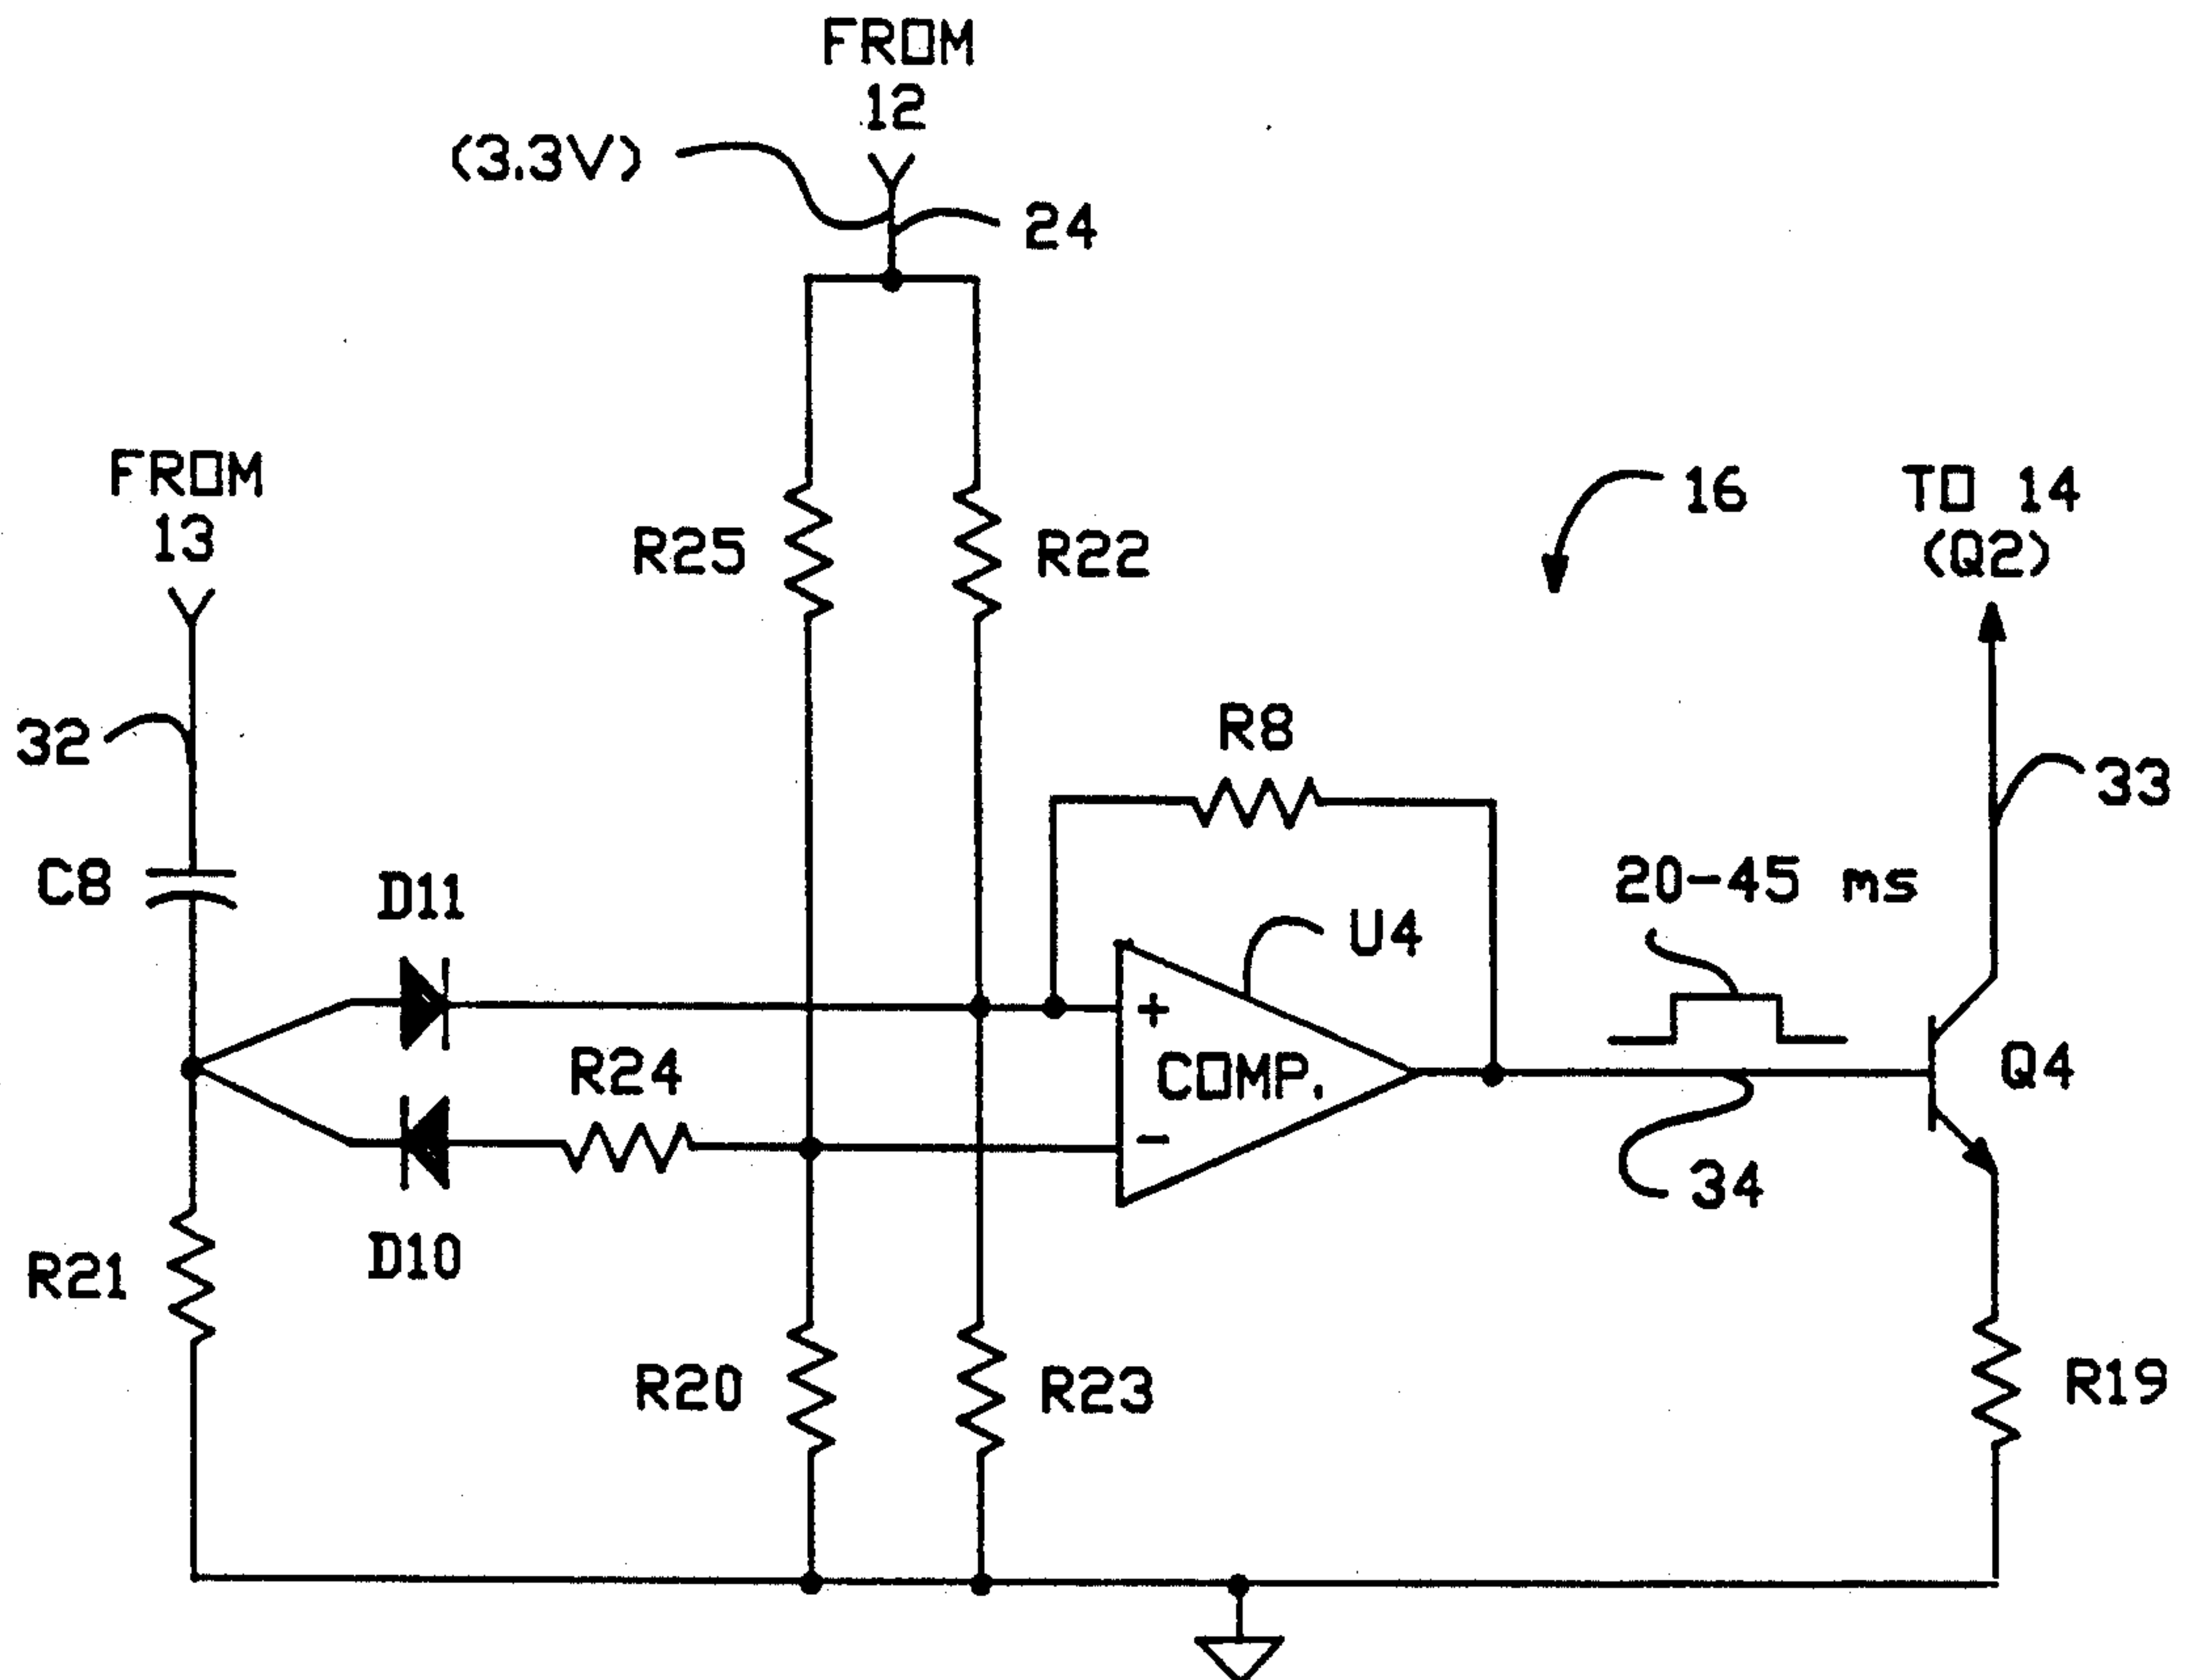 FROM
12
(3.3V)
24
FROM
13
R25
R22
16
TO 14
(Q2)
32
R8
33
C8
D11
20-45 ms
U4
R24
+
COMP.
-
Q4
34
D10
R21
R20
R23
R19